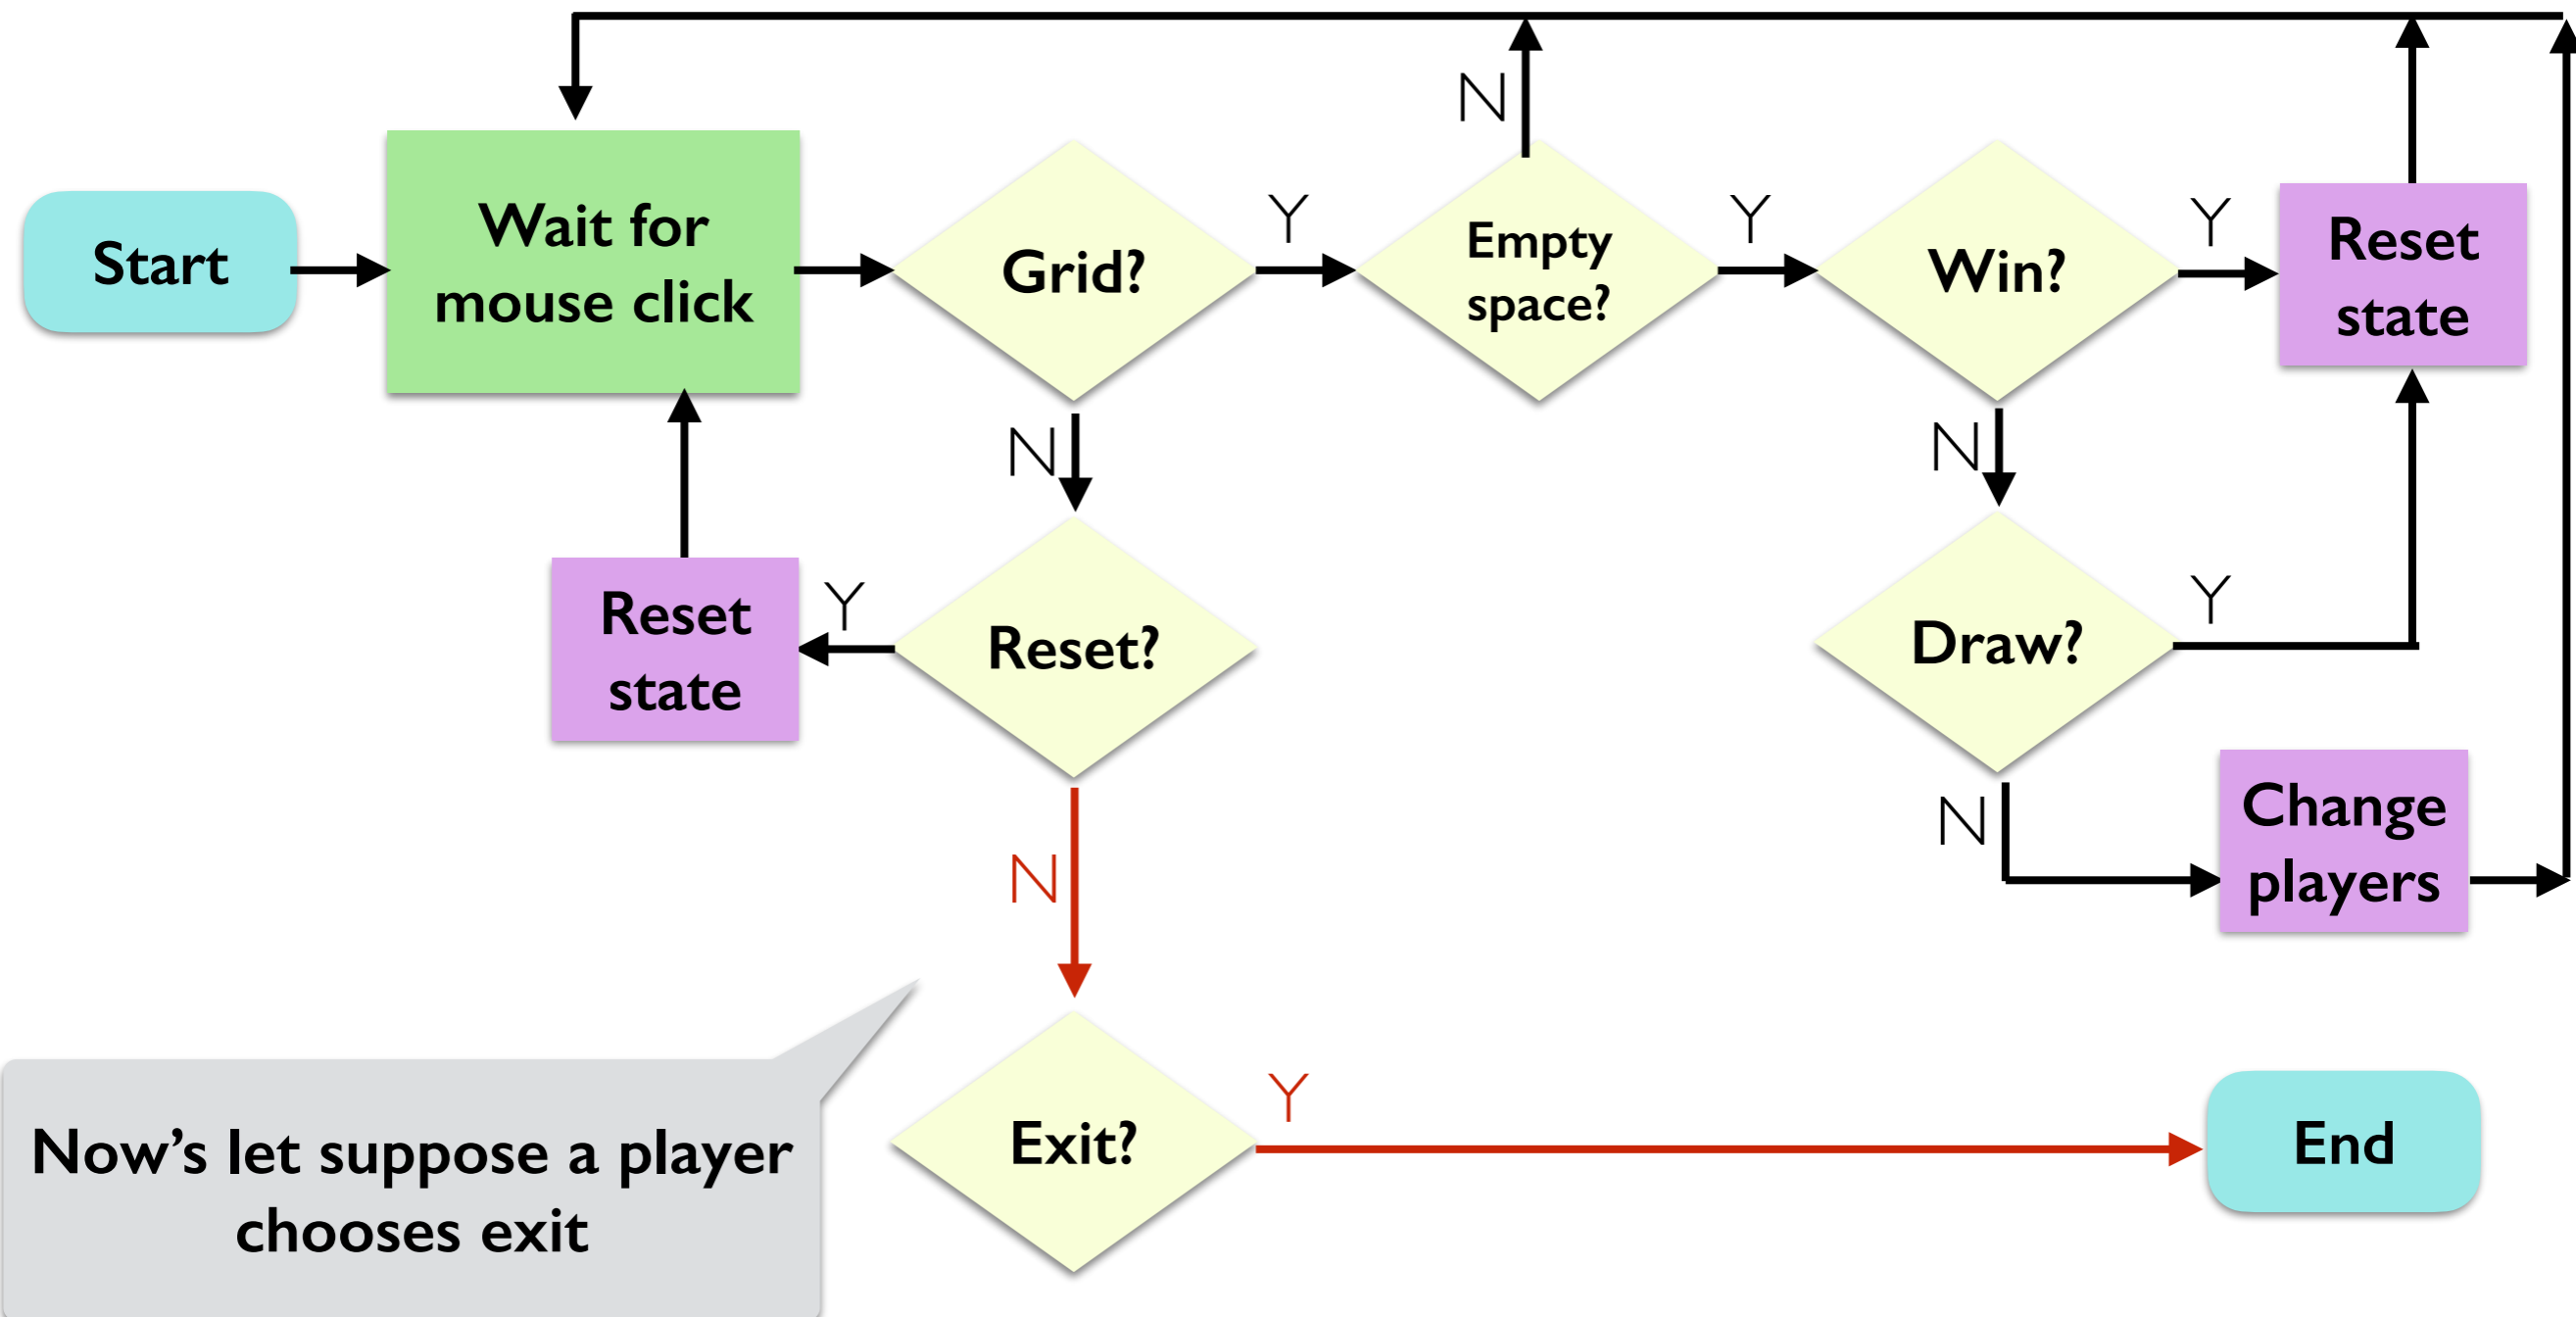 N
Start
Wait for
mouse click
Grid?
Y
Empty
space?
Y
Win?
Y
Reset
state
N
N
Reset
state
Y
Reset?
Draw?
Y
N
N
Change
players
Now's let suppose a player
chooses exit
Exit?
Y
End